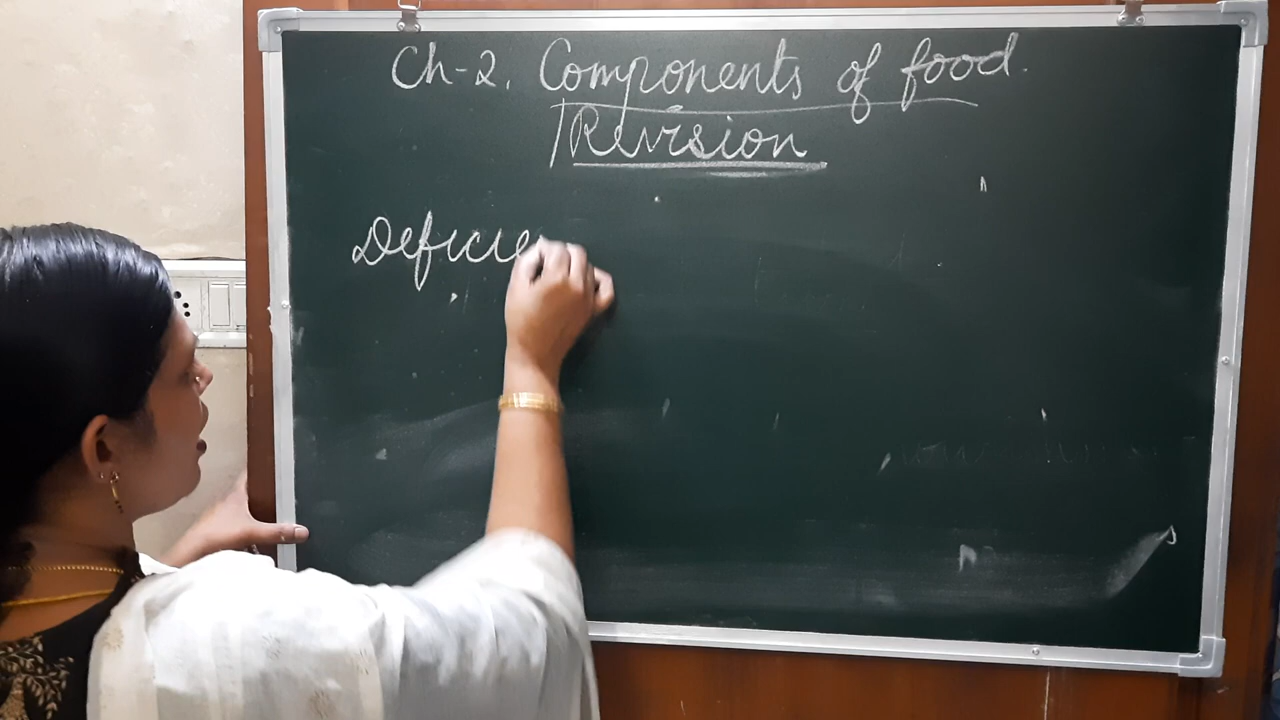 Ch-2. Components of food.
Revision
Deficie